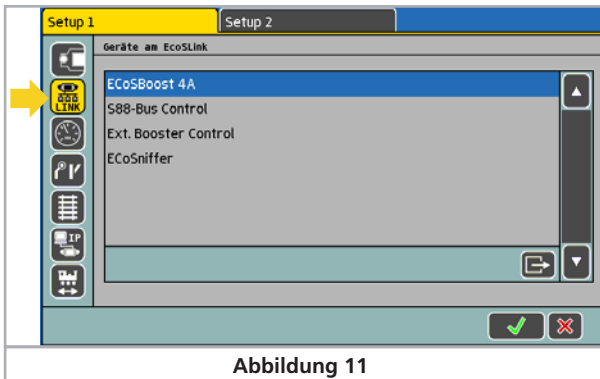 Setup 1
Setup 2
Geräte am EcoSLink
LINK
ECoSBoost 4A
S88-Bus Control
Ext. Booster Control
ECoSniffer
IP
Abbildung 11